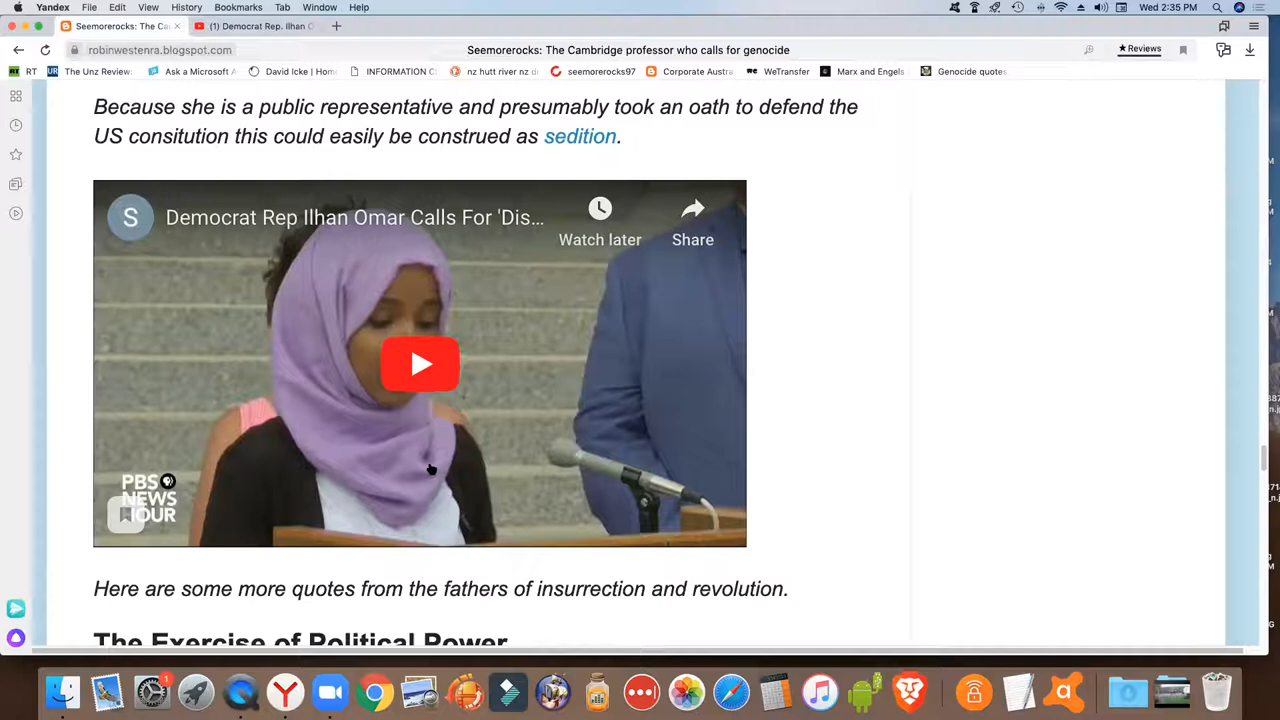 Yandex File Edit View History Bookmarks Tab Window Help Wed 2:35 PM
Seemorerocks: The Ca (1) Democrat Rep. Ilhan O
robinwestenra.blogspot.com Seemorerocks: The Cambridge professor who calls for genocide ★Reviews
RT The Unz Review: Ask a Microsoft A David Icke | Hom INFORMATION C nz hutt river nz d seemorerocks97 Corporate Austra WeTransfer Marx and Engels Genocide quotes
Because she is a public representative and presumably took an oath to defend the
US consitution this could easily be construed as sedition.
S Democrat Rep Ilhan Omar Calls For 'Dis...
Watch later Share
PBS
NEWS
HOUR
Here are some more quotes from the fathers of insurrection and revolution.
The Exercise of Political Power
1